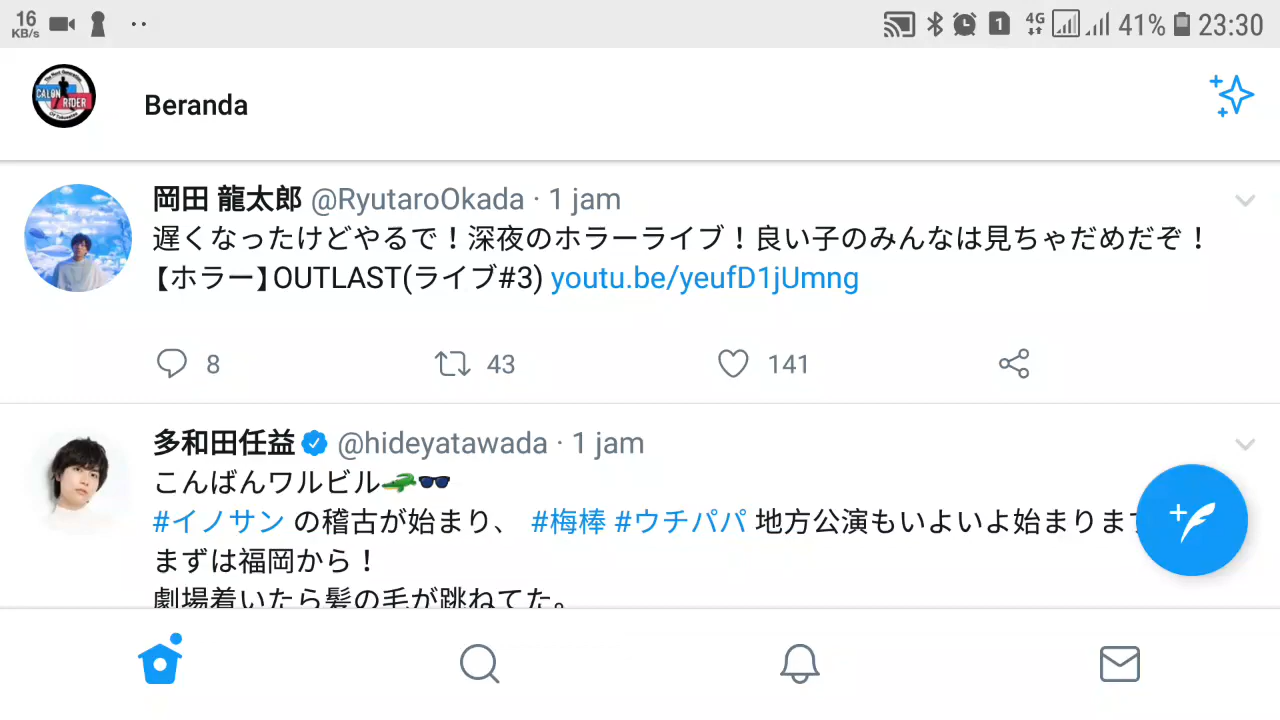 16
KB/s
1
4G
41%
23:30
CALON
RIDER
Beranda
岡田 龍太郎 @RyutaroOkada · 1 jam
遅くなったけどやるで！深夜のホラーライブ！良い子のみんなは見ちゃだめだぞ！
【ホラー】OUTLAST(ライブ#3) youtu.be/yeufD1jUmng
8
43
141
多和田任益 @hideyatawada · 1 jam
こんばんワルビル🐊🕶️
#イノサン の稽古が始まり、 #梅棒 #ウチパパ 地方公演もいよいよ始まります
まずは福岡から！
劇場着いたら髪の毛が跳ねてた。